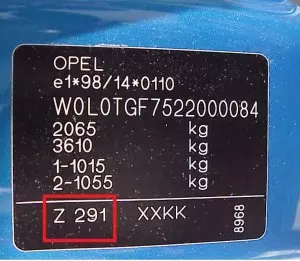 OPEL
e1*98/14*0110
W0L0TGF7522000084
2065 kg
3610 kg
1-1015 kg
2-1055 kg
Z 291 XXKK
8968